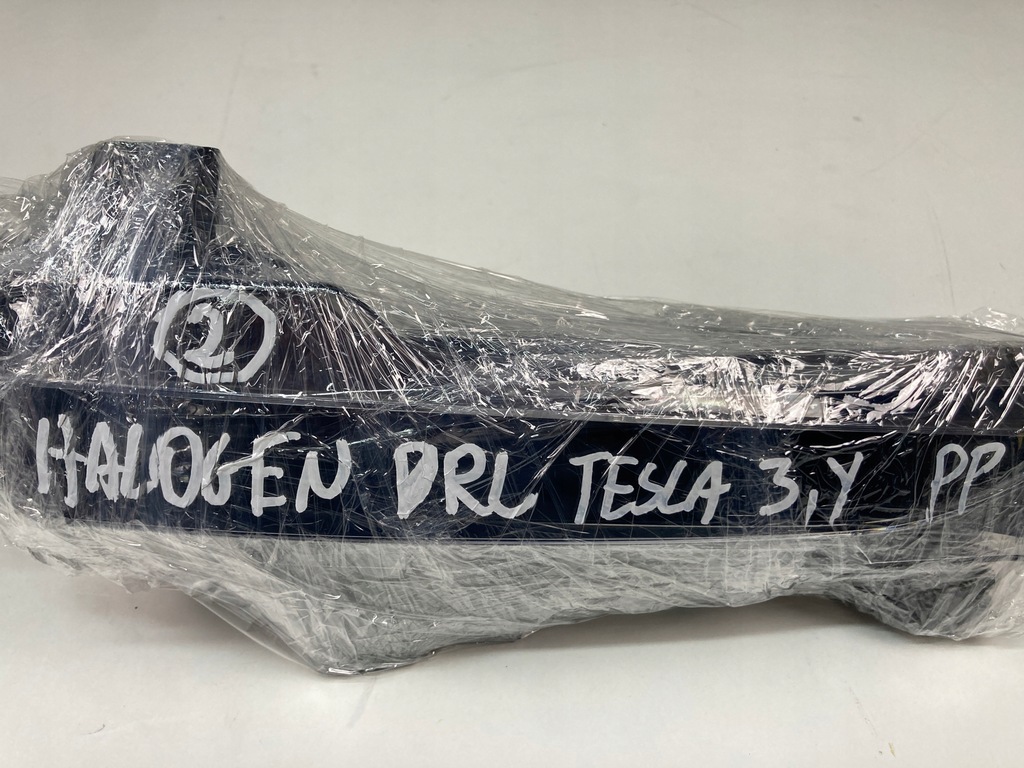 2
HALOGEN DRL TESLA 3,Y PP